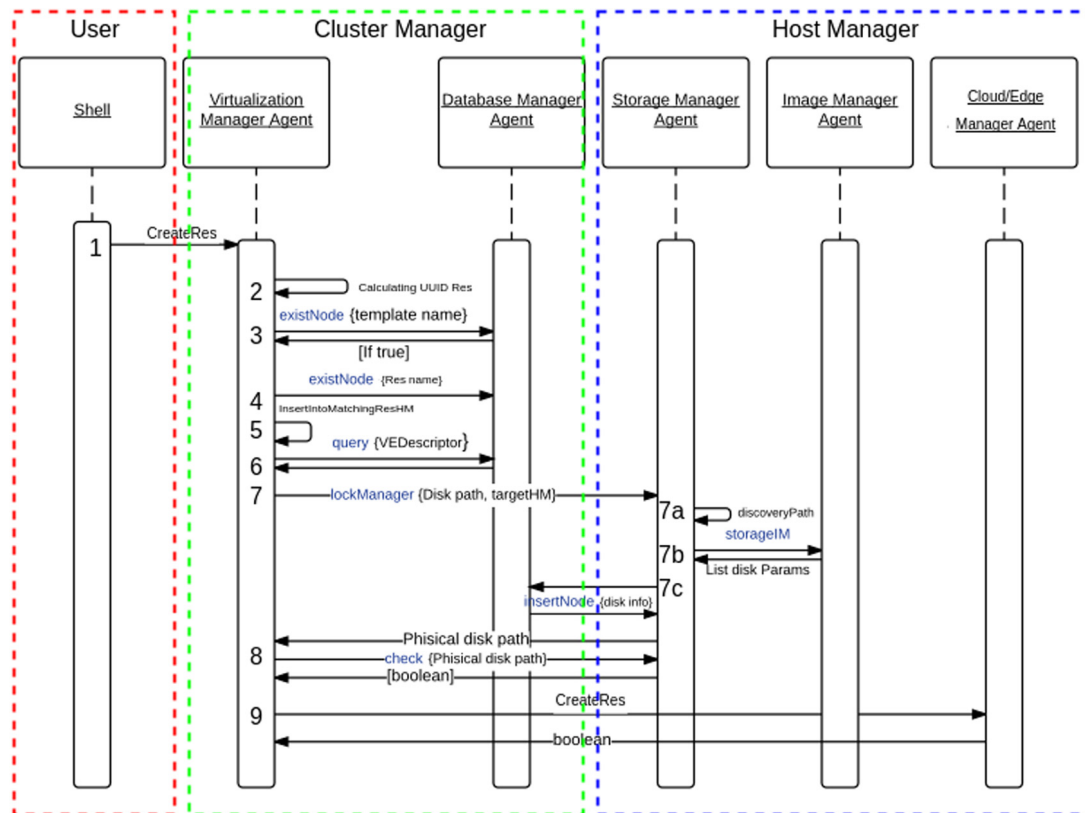 User
Cluster Manager
Host Manager
Shell
Virtualization
Manager Agent
Database Manager
Agent
Storage Manager
Agent
Image Manager
Agent
Cloud/Edge
Manager Agent
1
CreateRes
2
Calculating UUID Res
existNode {template name}
3
[If true]
existNode {Res name}
4
InsertIntoMatchingResHM
5
query {VEDescriptor}
6
7
lockManager {Disk path, targetHM}
7a
discoveryPath
storageIM
7b
List disk Params
7c
insertNode {disk info}
Phisical disk path
8
check {Phisical disk path}
[boolean]
CreateRes
9
boolean